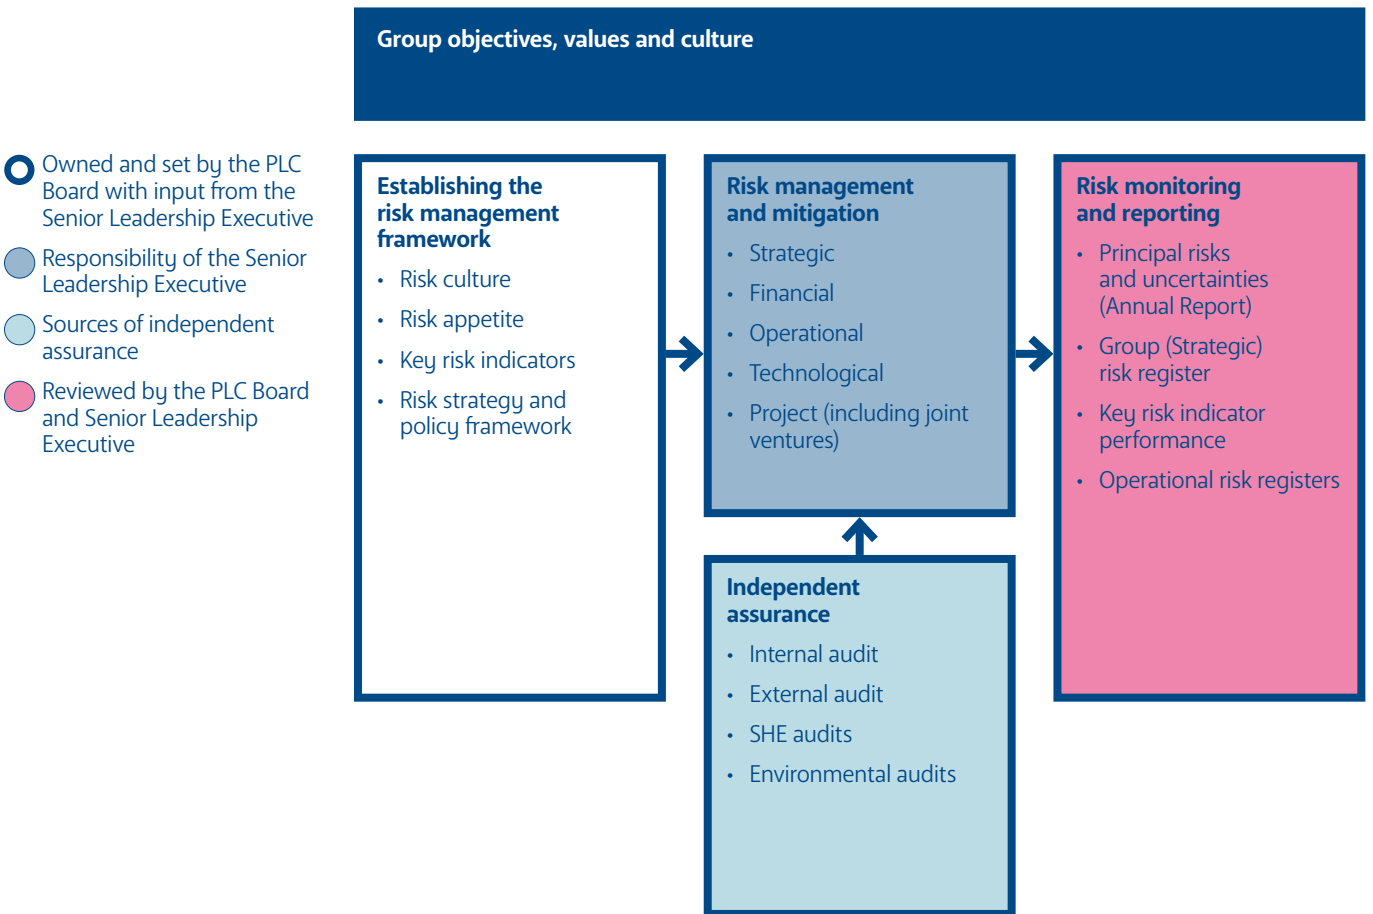 Group objectives, values and culture
Owned and set by the PLC
Board with input from the
Senior Leadership Executive
Responsibility of the Senior
Leadership Executive
Sources of independent
assurance
Reviewed by the PLC Board
and Senior Leadership
Executive
Establishing the
risk management
framework
• Risk culture
• Risk appetite
• Key risk indicators
• Risk strategy and
policy framework
Risk management
and mitigation
• Strategic
• Financial
• Operational
• Technological
• Project (including joint
ventures)
Independent
assurance
• Internal audit
• External audit
• SHE audits
• Environmental audits
Risk monitoring
and reporting
• Principal risks
and uncertainties
(Annual Report)
• Group (Strategic)
risk register
• Key risk indicator
performance
• Operational risk registers